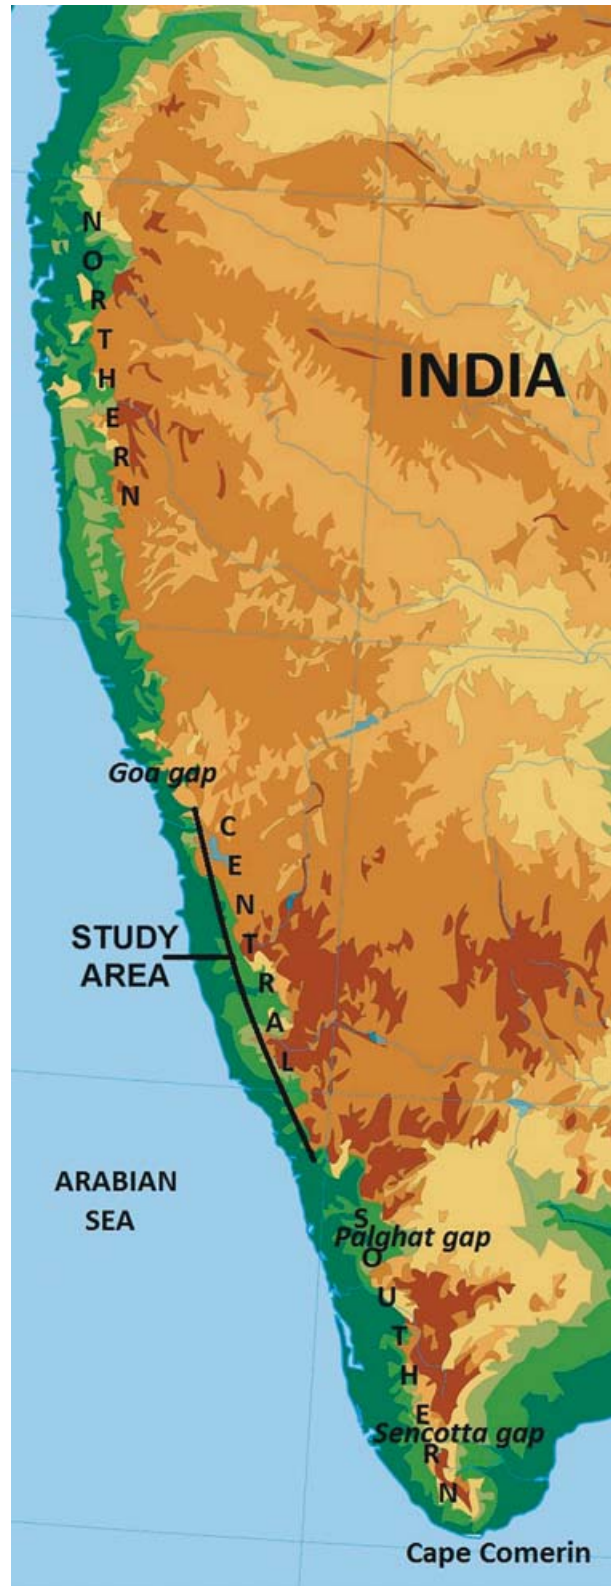 NORTHERN
INDIA
Goa gap
CENTRAL
STUDY
AREA
ARABIAN
SEA
SOUTHERN
Palghat gap
Sencotta gap
Cape Comerin